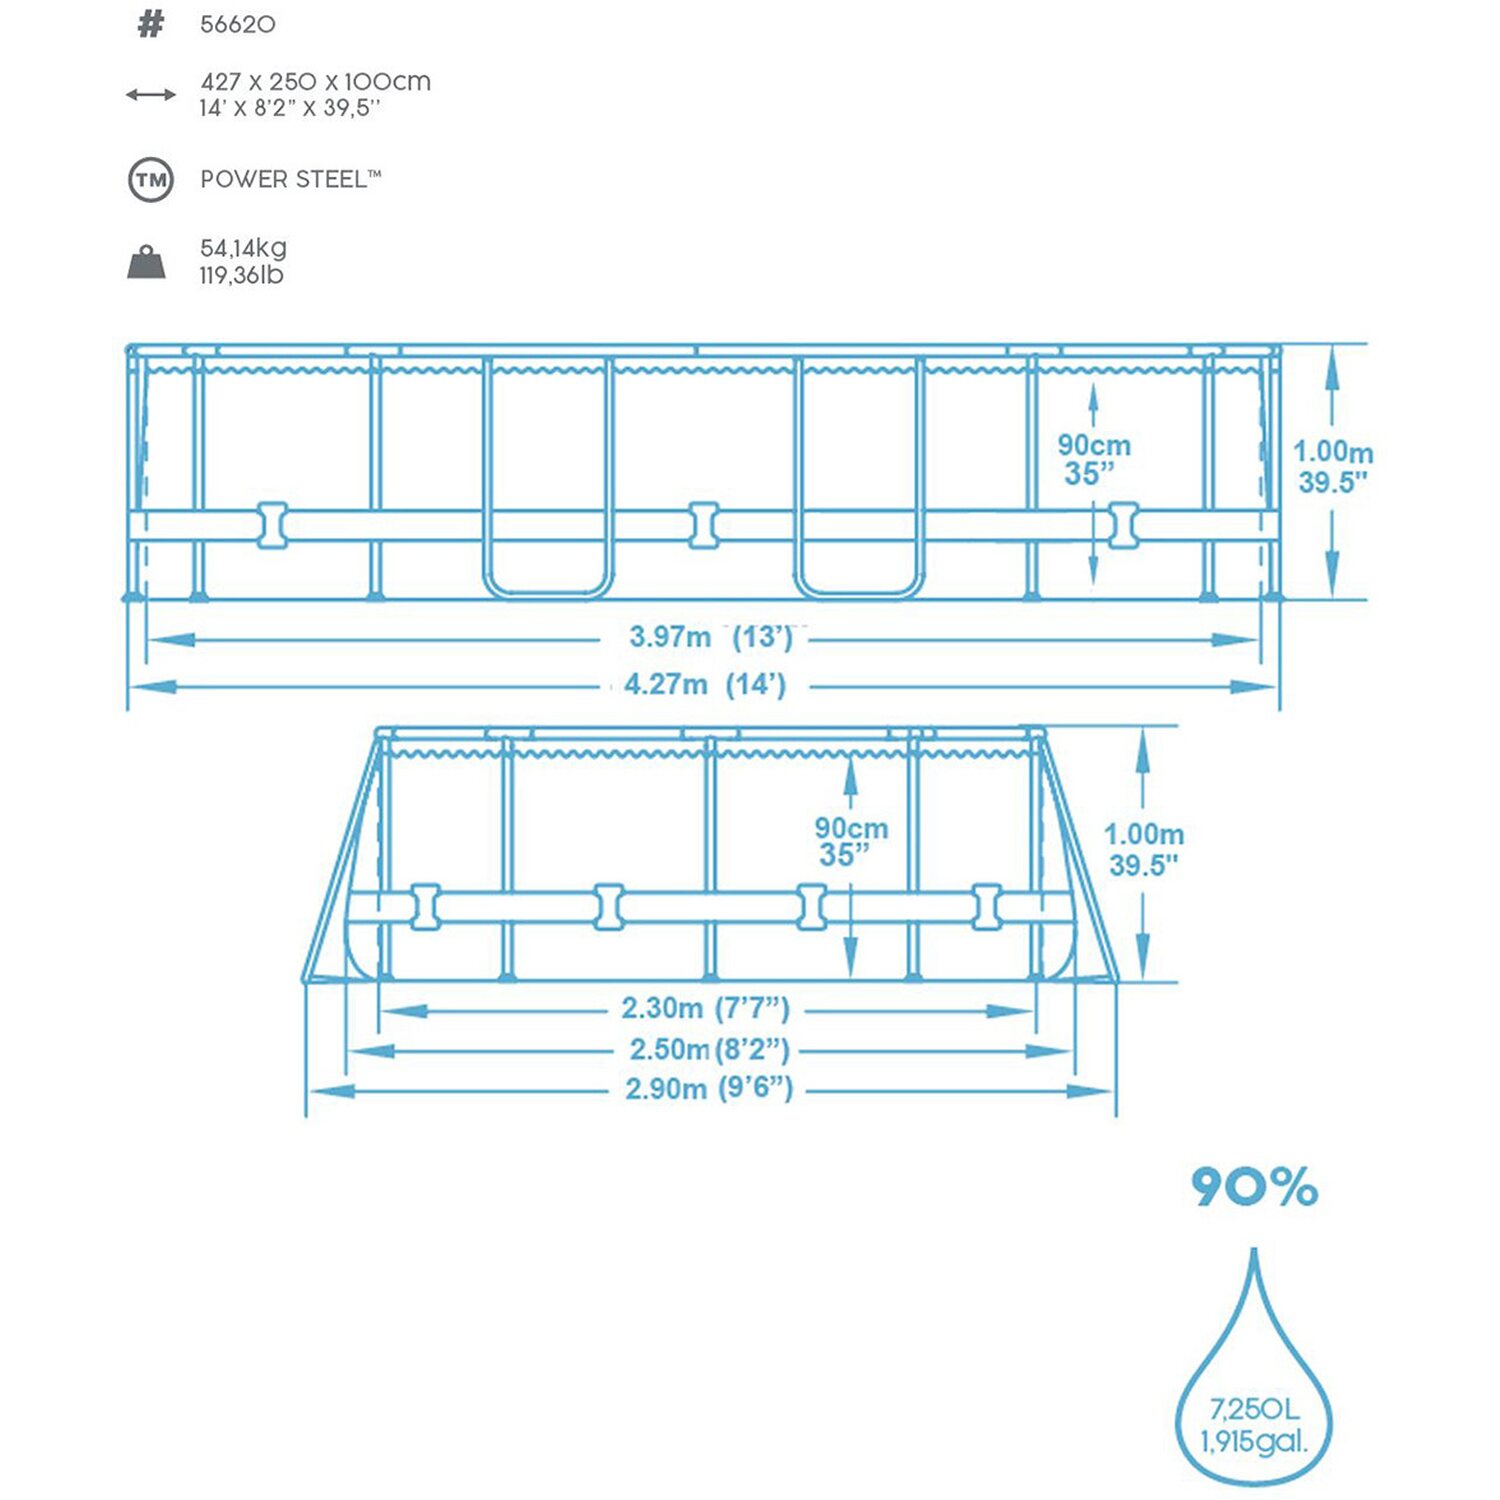 # 56620
427 x 250 x 100cm
14' x 8'2" x 39,5''
TM POWER STEEL™
54,14kg
119,36lb
90cm
35”
1.00m
39.5"
3.97m (13’)
4.27m (14’)
90cm
35”
1.00m
39.5"
2.30m (7’7”)
2.50m (8’2”)
2.90m (9’6”)
90%
7,250L
1,915gal.